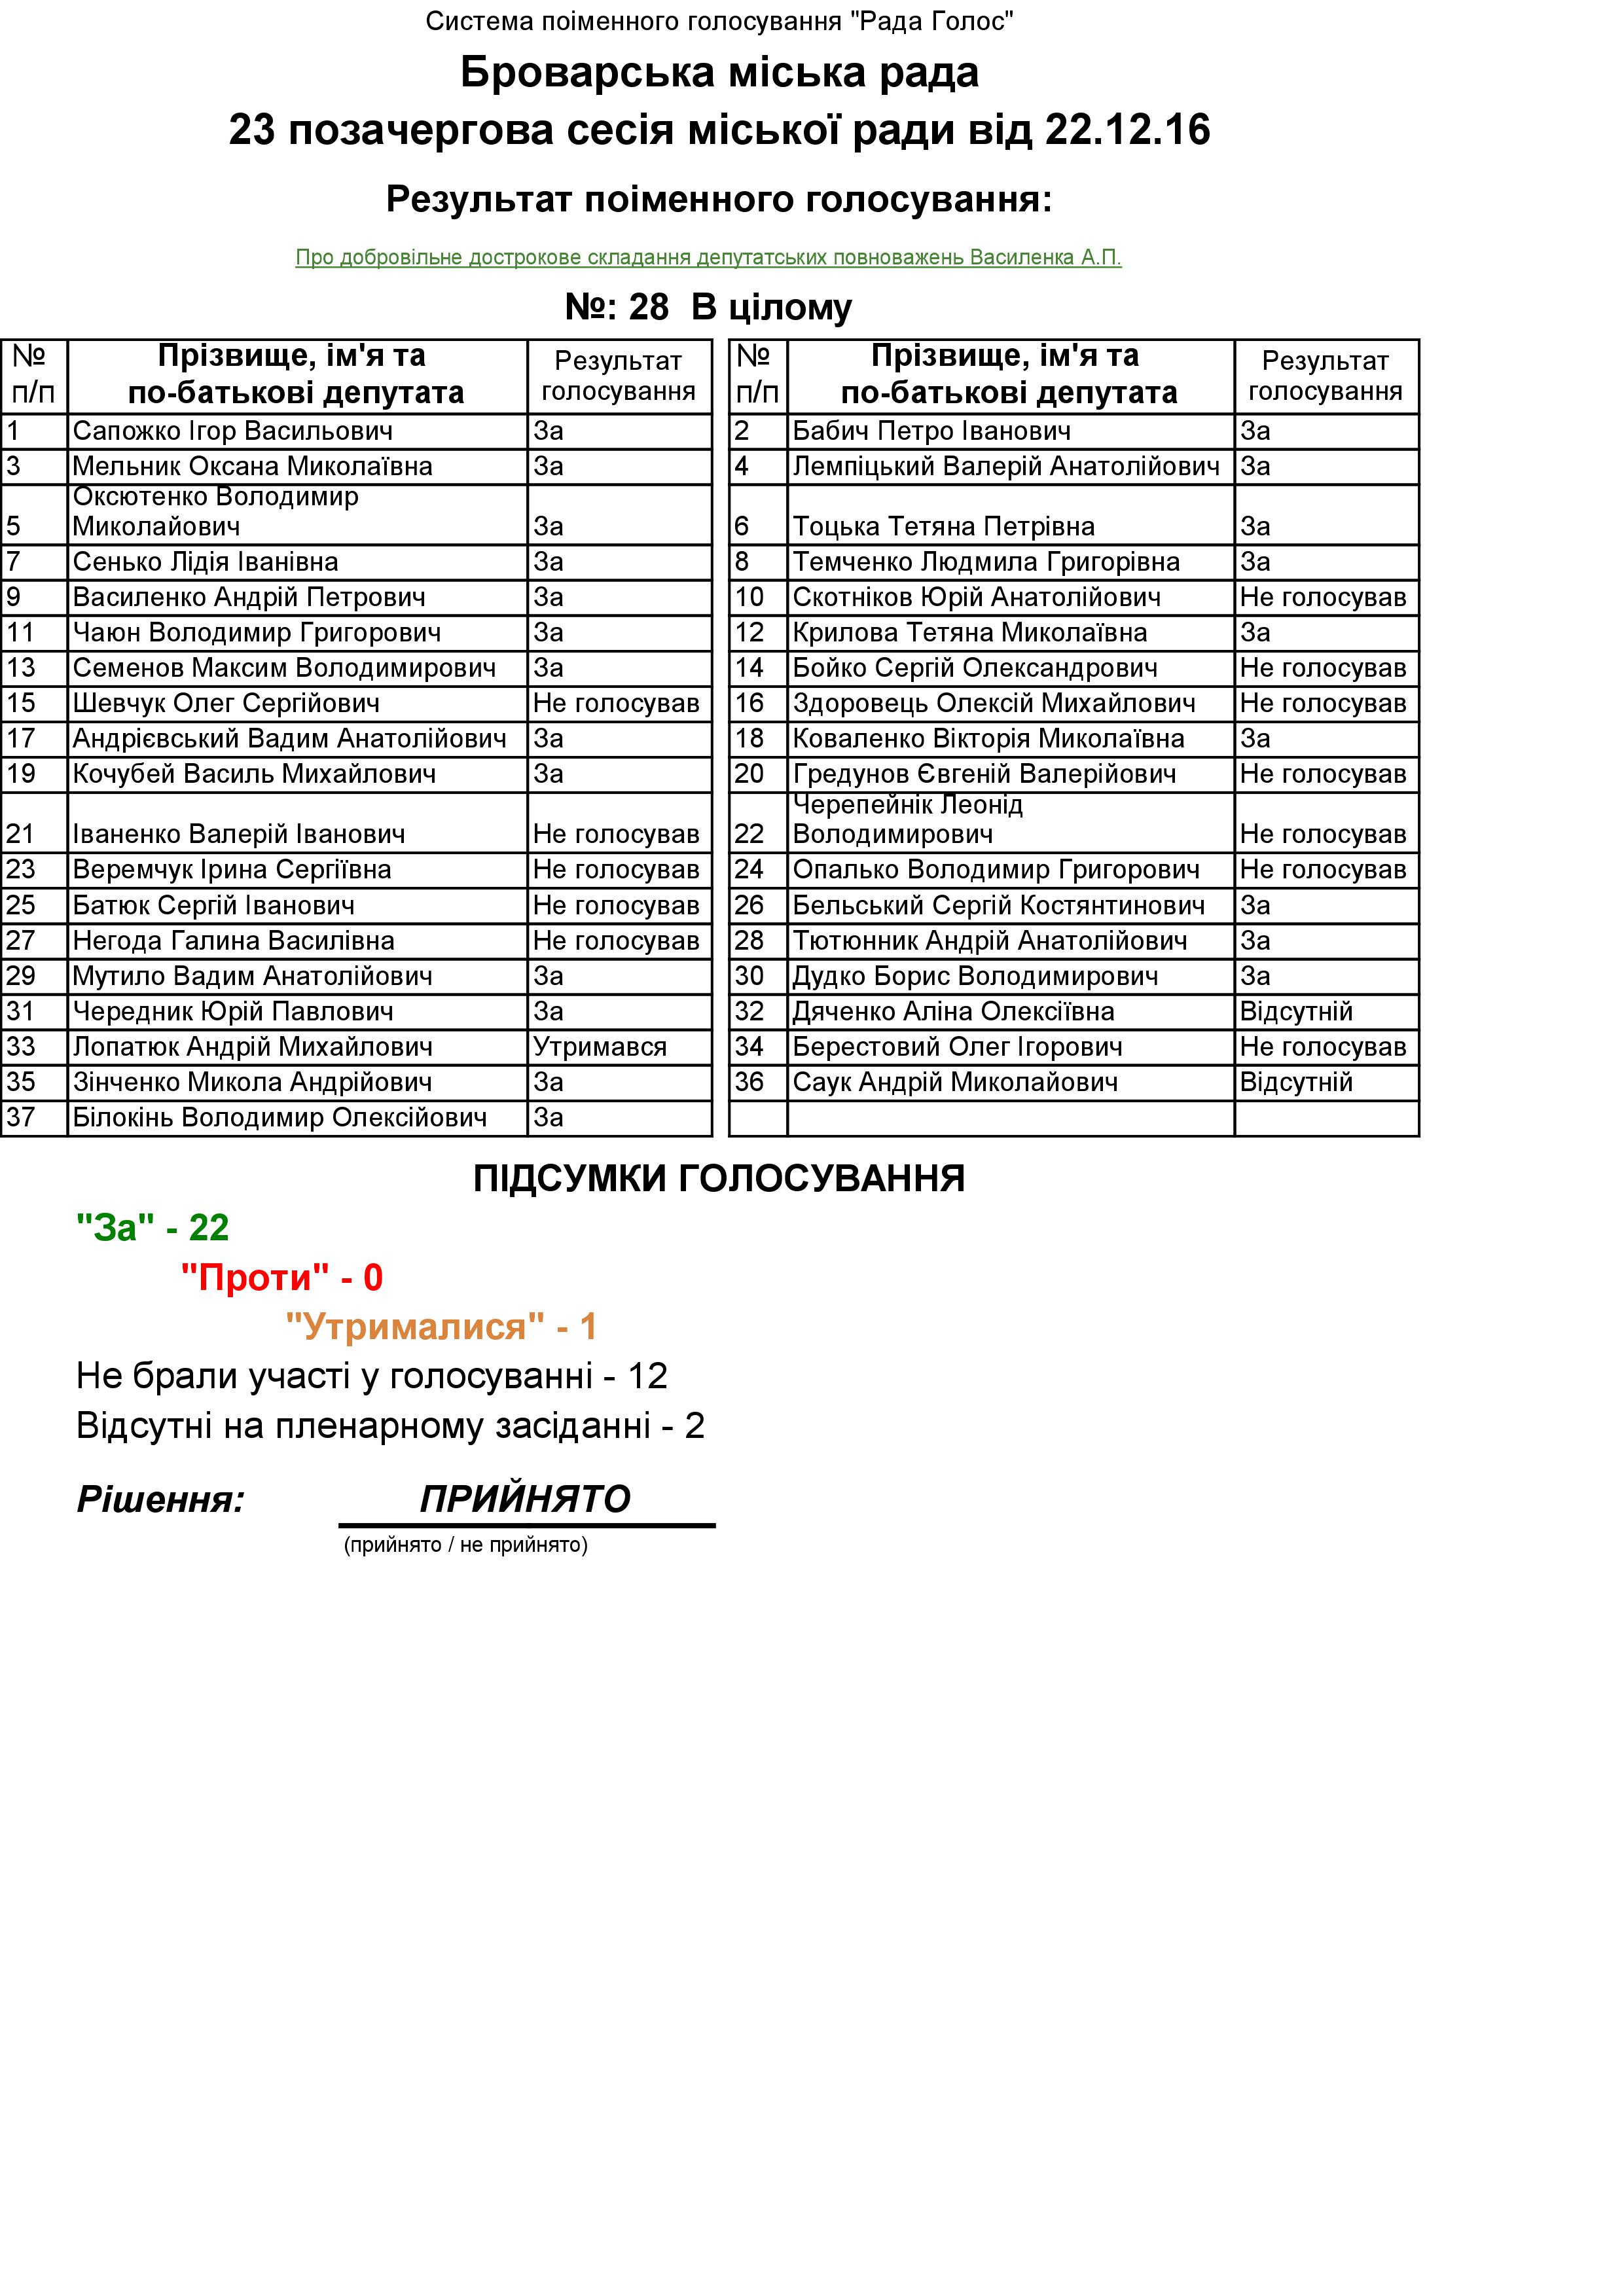 Система поіменного голосування "Рада Голос"
Броварська міська рада
23 позачергова сесія міської ради від 22.12.16
Результат поіменного голосування:
Про добровільне дострокове складання депутатських повноважень Василенка А.П.
№: 28 В цілому
№ п/п Прізвище, ім'я та по-батькові депутата Результат голосування № п/п Прізвище, ім'я та по-батькові депутата Результат голосування
1 Сапожко Ігор Васильович За 2 Бабич Петро Іванович За
3 Мельник Оксана Миколаївна За 4 Лемпіцький Валерій Анатолійович За
5 Оксютенко Володимир Миколайович За 6 Тоцька Тетяна Петрівна За
7 Сенько Лідія Іванівна За 8 Темченко Людмила Григорівна За
9 Василенко Андрій Петрович За 10 Скотніков Юрій Анатолійович Не голосував
11 Чаюн Володимир Григорович За 12 Крилова Тетяна Миколаївна За
13 Семенов Максим Володимирович За 14 Бойко Сергій Олександрович Не голосував
15 Шевчук Олег Сергійович Не голосував 16 Здоровець Олексій Михайлович Не голосував
17 Андрієвський Вадим Анатолійович За 18 Коваленко Вікторія Миколаївна За
19 Кочубей Василь Михайлович За 20 Гредунов Євгеній Валерійович Не голосував
21 Іваненко Валерій Іванович Не голосував 22 Черепейнік Леонід Володимирович Не голосував
23 Веремчук Ірина Сергіївна Не голосував 24 Опалько Володимир Григорович Не голосував
25 Батюк Сергій Іванович Не голосував 26 Бельський Сергій Костянтинович За
27 Негода Галина Василівна Не голосував 28 Тютюнник Андрій Анатолійович За
29 Мутило Вадим Анатолійович За 30 Дудко Борис Володимирович За
31 Чередник Юрій Павлович За 32 Дяченко Аліна Олексіївна Відсутній
33 Лопатюк Андрій Михайлович Утримався 34 Берестовий Олег Ігорович Не голосував
35 Зінченко Микола Андрійович За 36 Саук Андрій Миколайович Відсутній
37 Білокінь Володимир Олексійович За
ПІДСУМКИ ГОЛОСУВАННЯ
"За" - 22
"Проти" - 0
"Утрималися" - 1
Не брали участі у голосуванні - 12
Відсутні на пленарному засіданні - 2
Рішення: ПРИЙНЯТО
(прийнято / не прийнято)